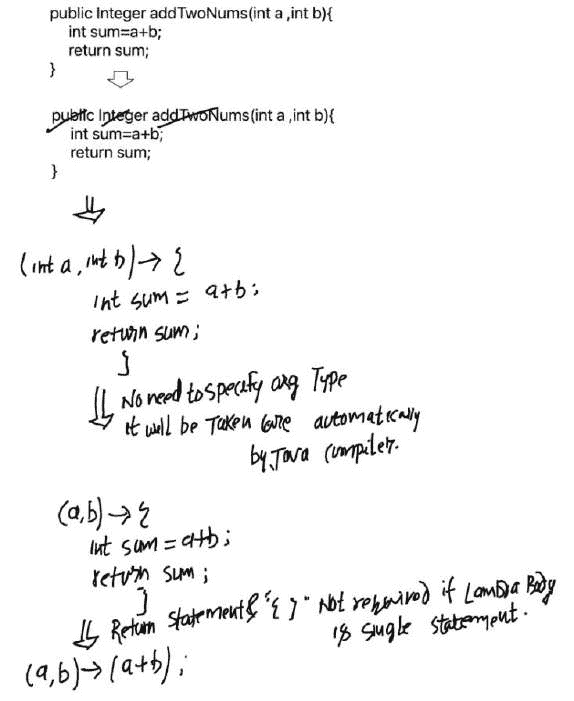 public Integer addTwoNums(int a ,int b){
int sum=a+b;
return sum;
}
public Integer addTwoNums(int a ,int b){
int sum=a+b;
return sum;
}
(int a, int b) → {
int sum = a+b;
return sum;
}
No need to specify arg Type
it will be Taken Care automatically
by Java Compiler.
(a,b) → {
int sum = a+b;
return sum;
}
Return Statement & "{ }" Not required if Lambda Body
is single statement.
(a,b) → (a+b);